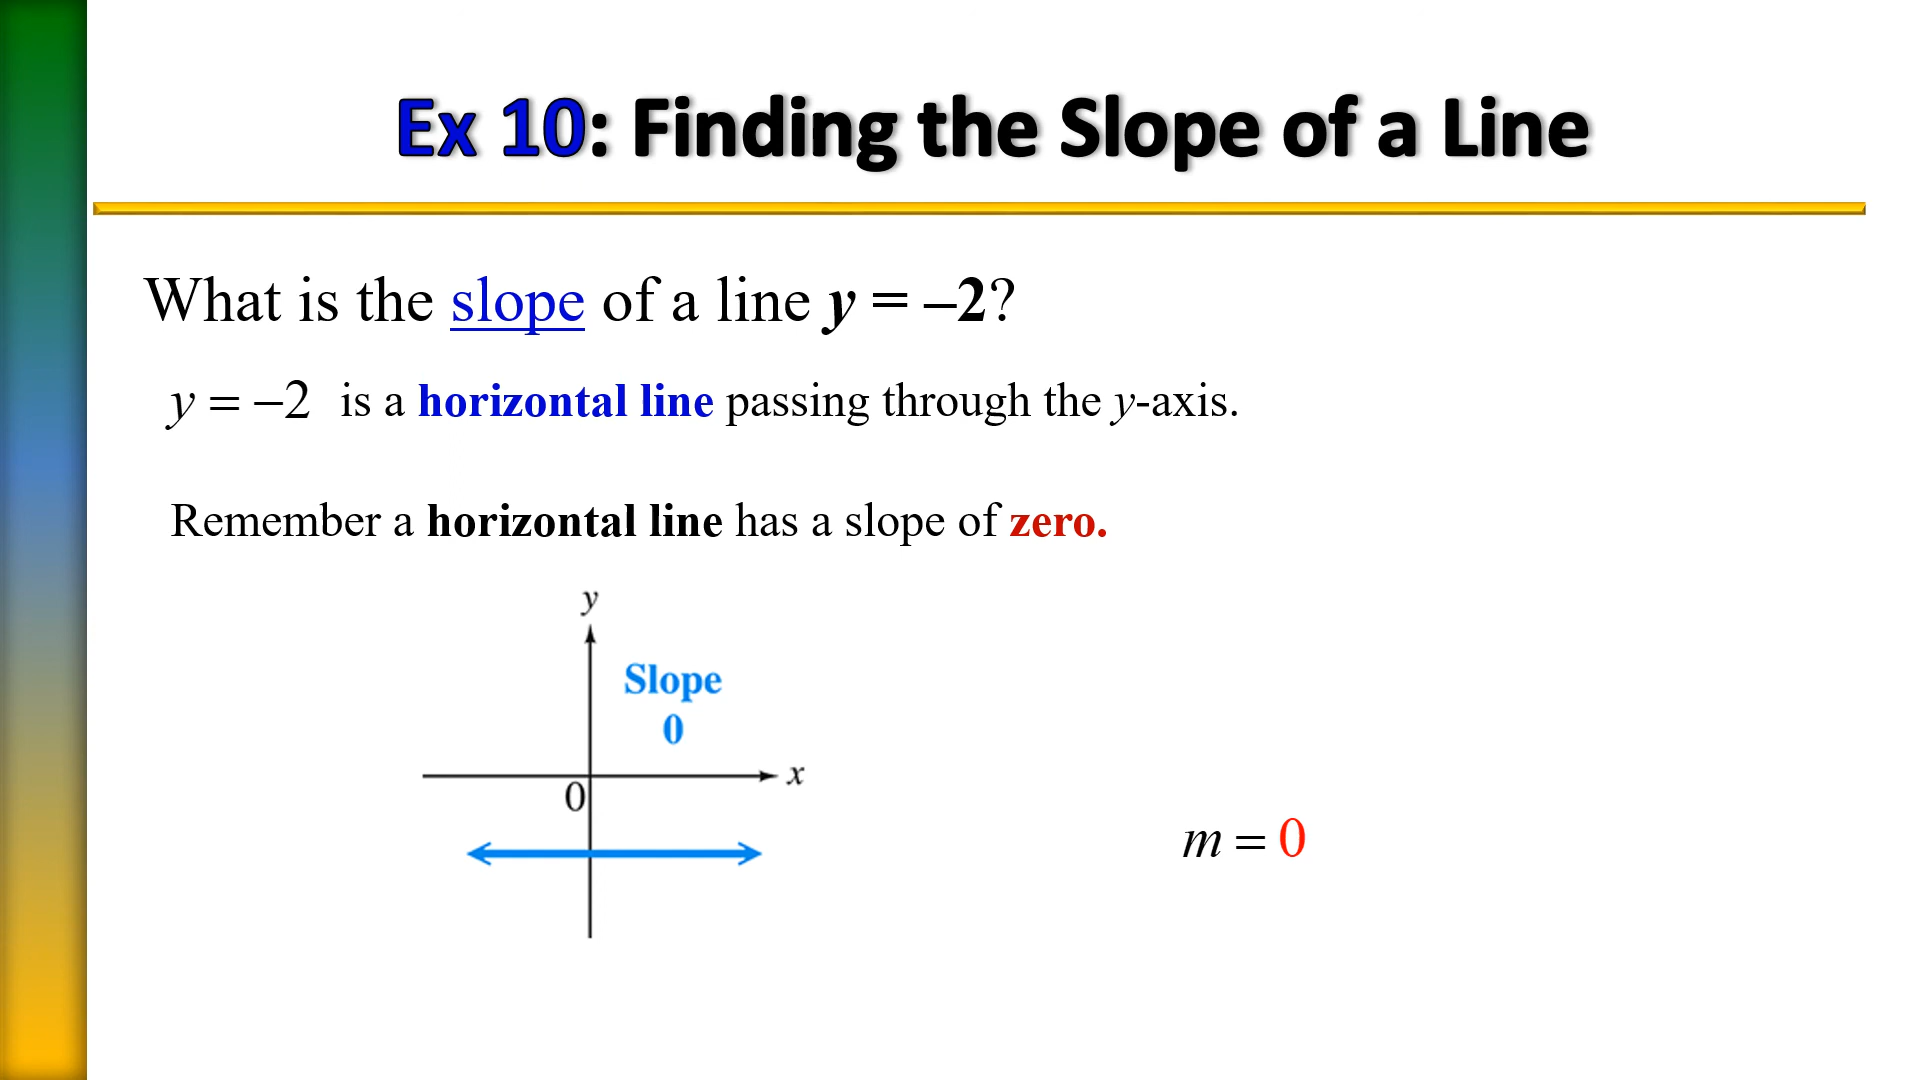 Ex 10: Finding the Slope of a Line
What is the slope of a line y = –2?
y = −2 is a horizontal line passing through the y-axis.
Remember a horizontal line has a slope of zero.
y
Slope
0
x
0
m = 0